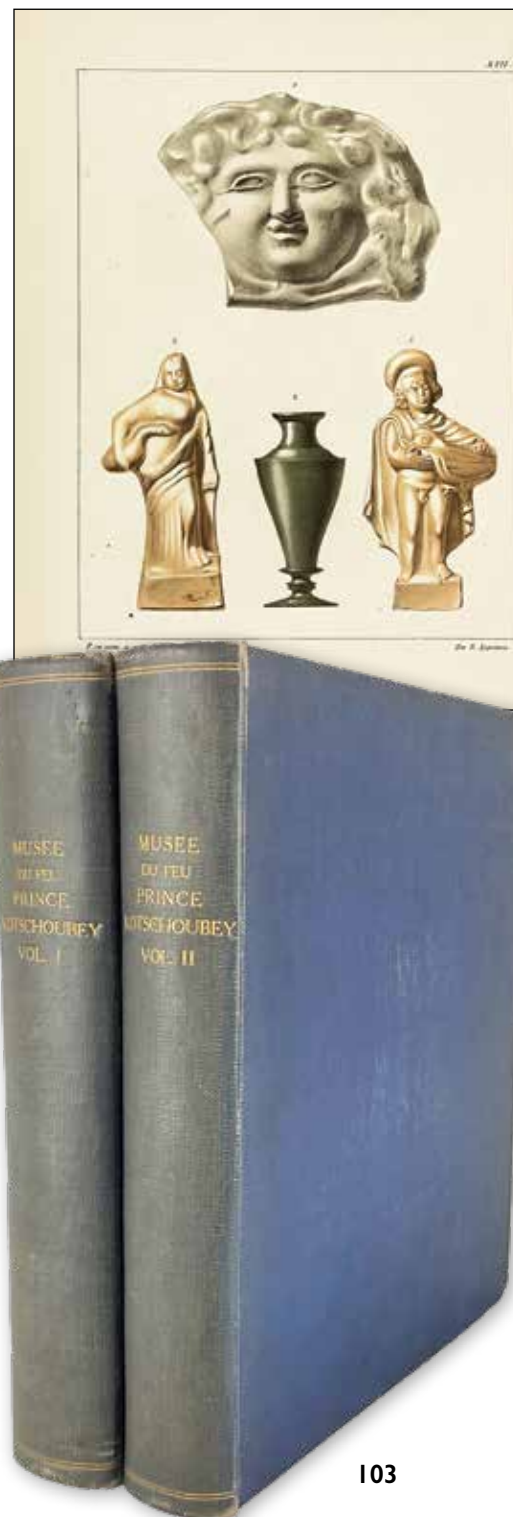 XVII
MUSEE
DU FEU
PRINCE
KOTSCHOUBEY
VOL. I
MUSEE
DU FEU
PRINCE
KOTSCHOUBEY
VOL. II
103